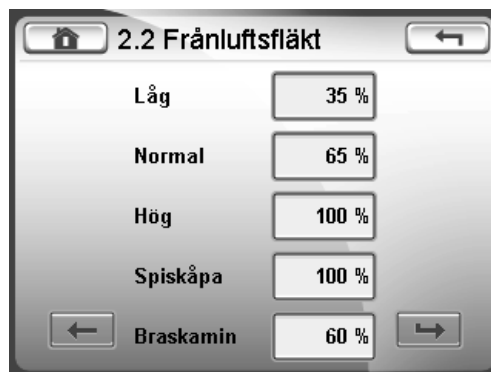 2.2 Frånluftsfläkt
Låg 35 %
Normal 65 %
Hög 100 %
Spiskåpa 100 %
Braskamin 60 %